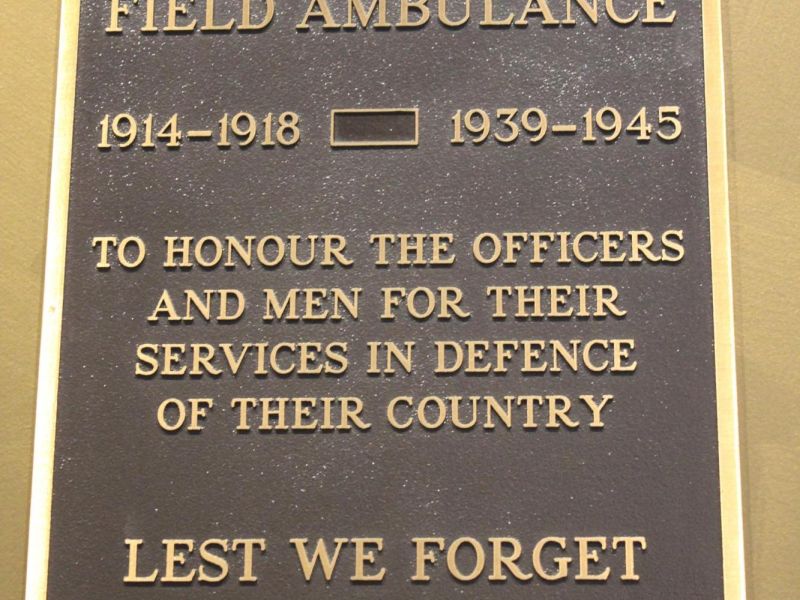 FIELD AMBULANCE
1914–1918 1939–1945
TO HONOUR THE OFFICERS
AND MEN FOR THEIR
SERVICES IN DEFENCE
OF THEIR COUNTRY
LEST WE FORGET